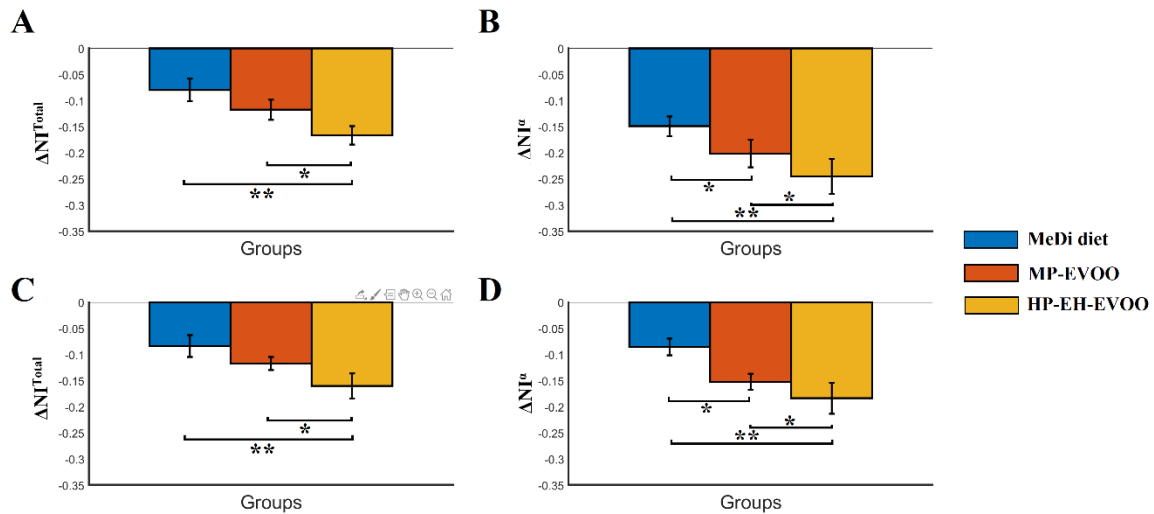 A
0
-0.05
-0.1
-0.15
-0.2
-0.25
-0.3
-0.35
ΔNI^Total
*
**
Groups
B
0
-0.05
-0.1
-0.15
-0.2
-0.25
-0.3
-0.35
ΔNI^α
*
*
**
Groups
MeDi diet
MP-EVOO
HP-EH-EVOO
C
0
-0.05
-0.1
-0.15
-0.2
-0.25
-0.3
-0.35
ΔNI^Total
*
**
Groups
D
0
-0.05
-0.1
-0.15
-0.2
-0.25
-0.3
-0.35
ΔNI^α
*
*
**
Groups